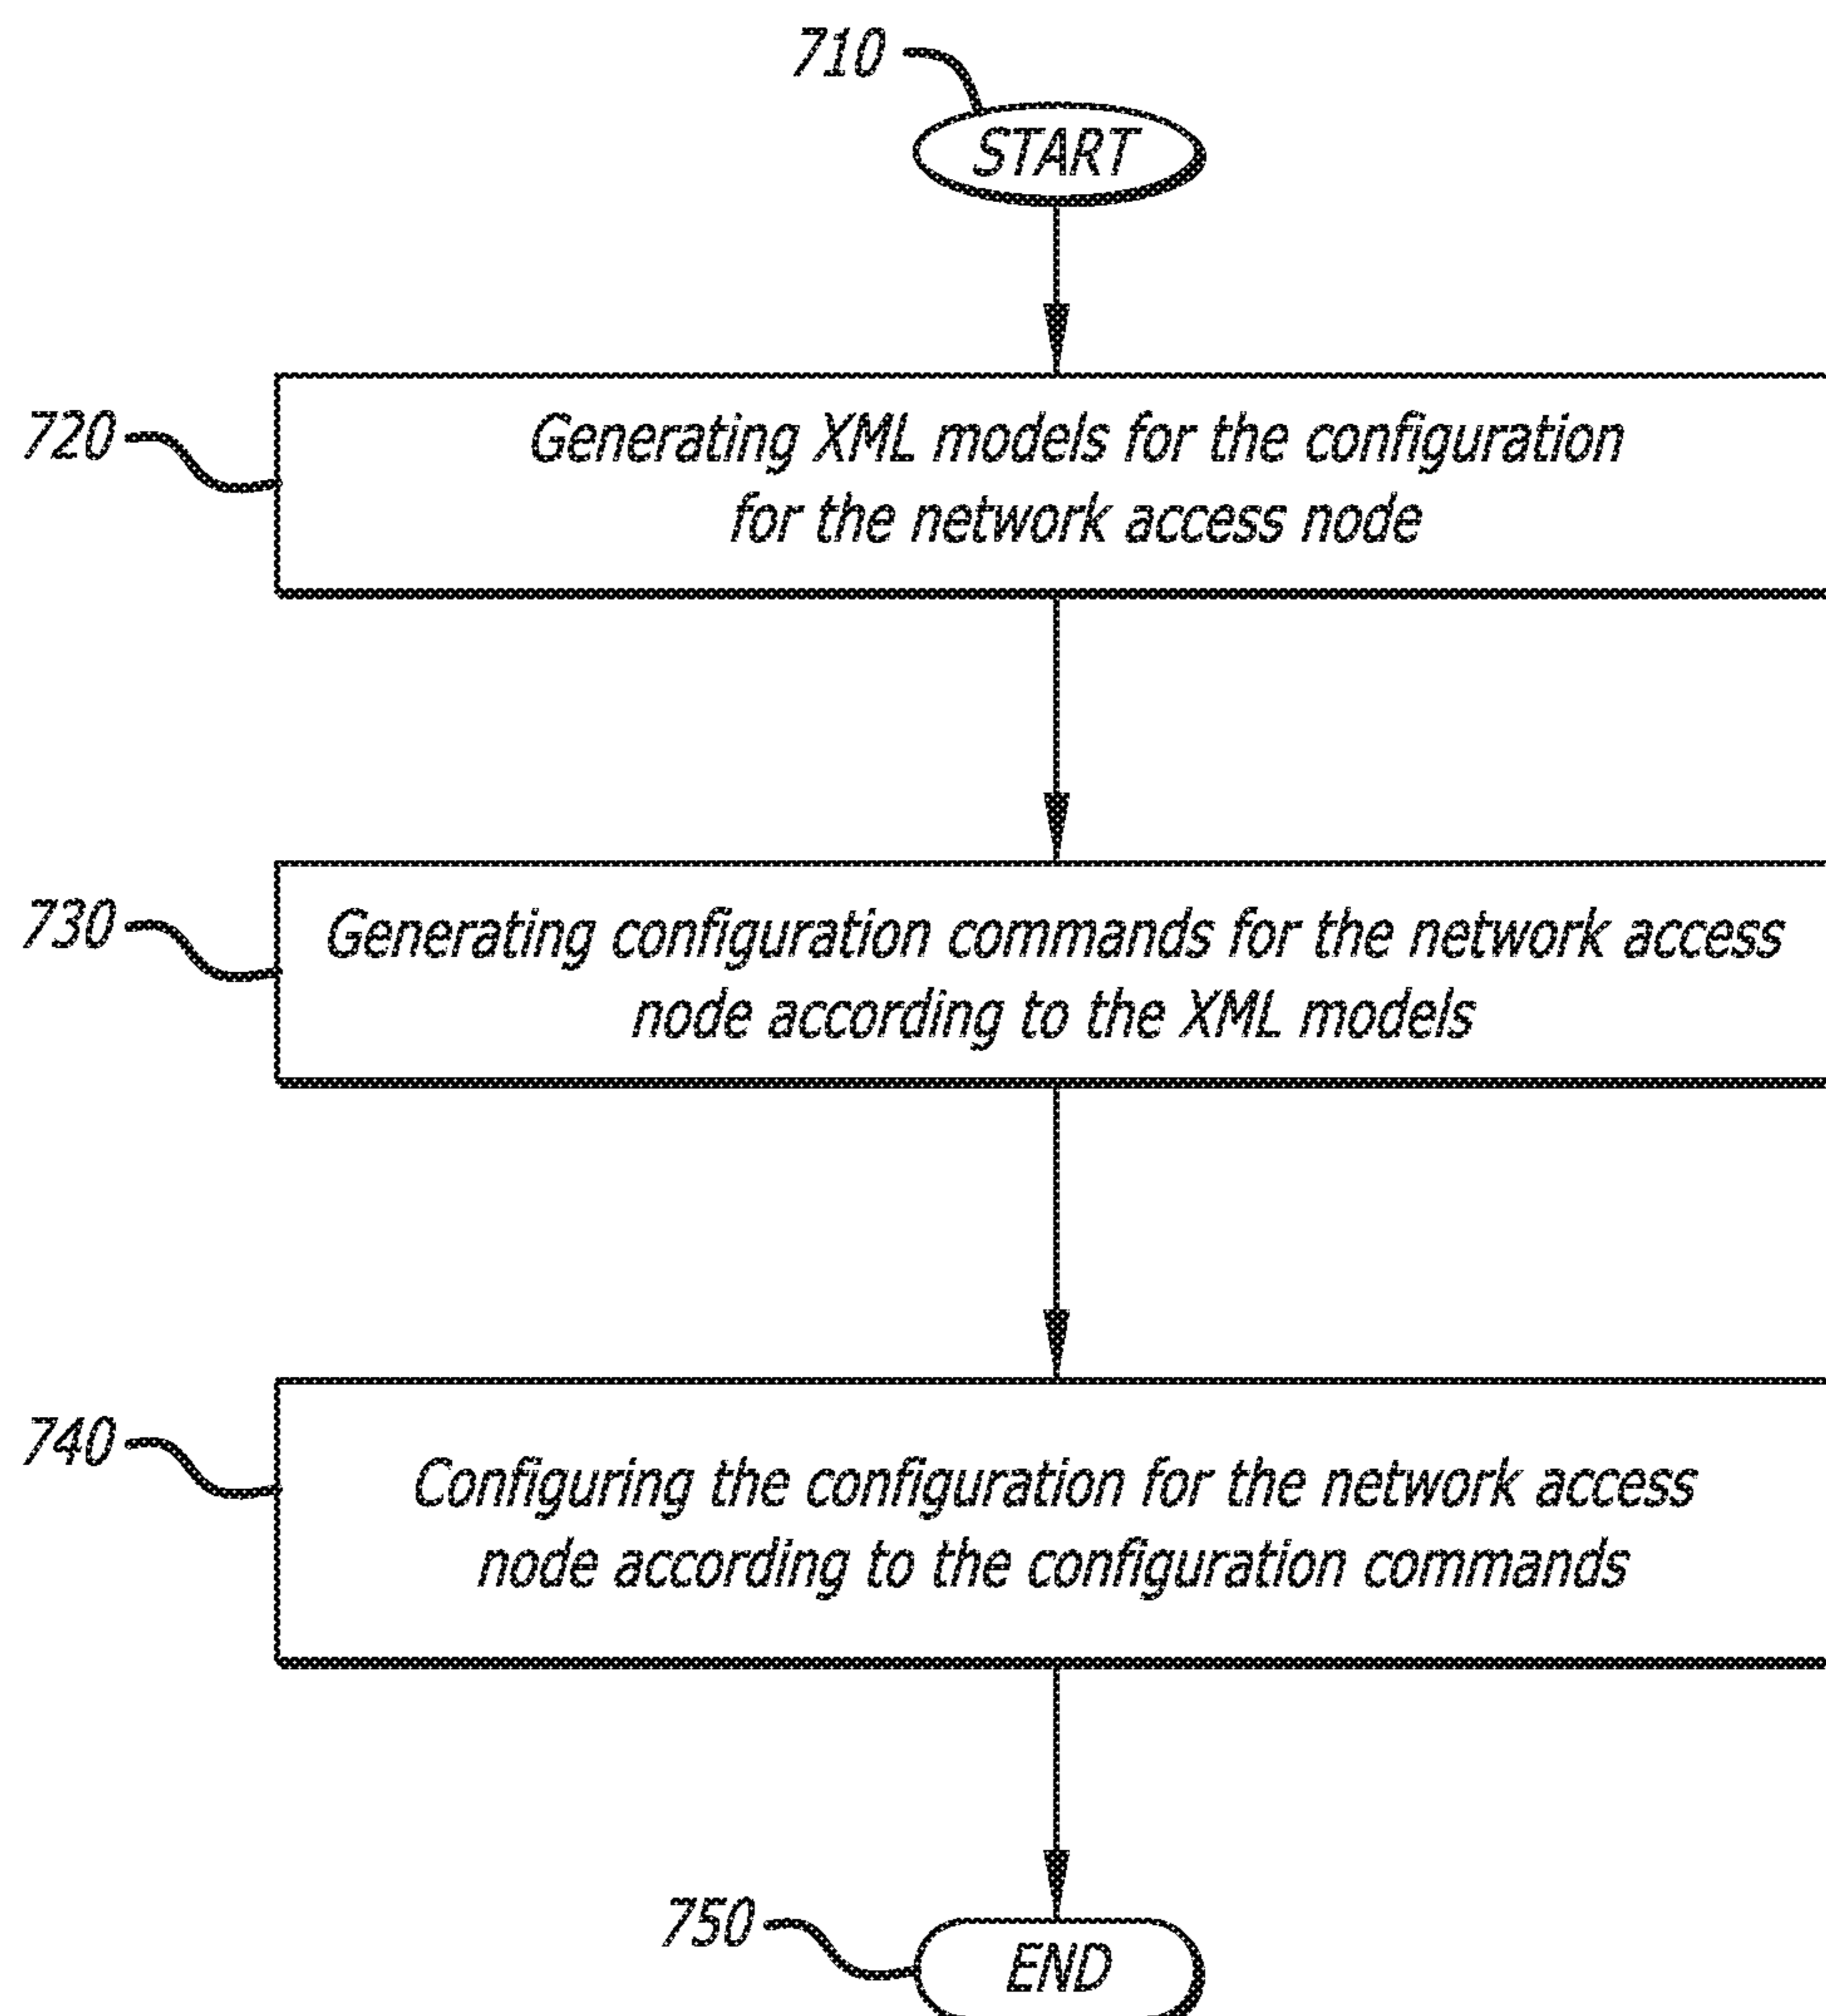 710
START
720
Generating XML models for the configuration
for the network access node
730
Generating configuration commands for the network access
node according to the XML models
740
Configuring the configuration for the network access
node according to the configuration commands
750
END